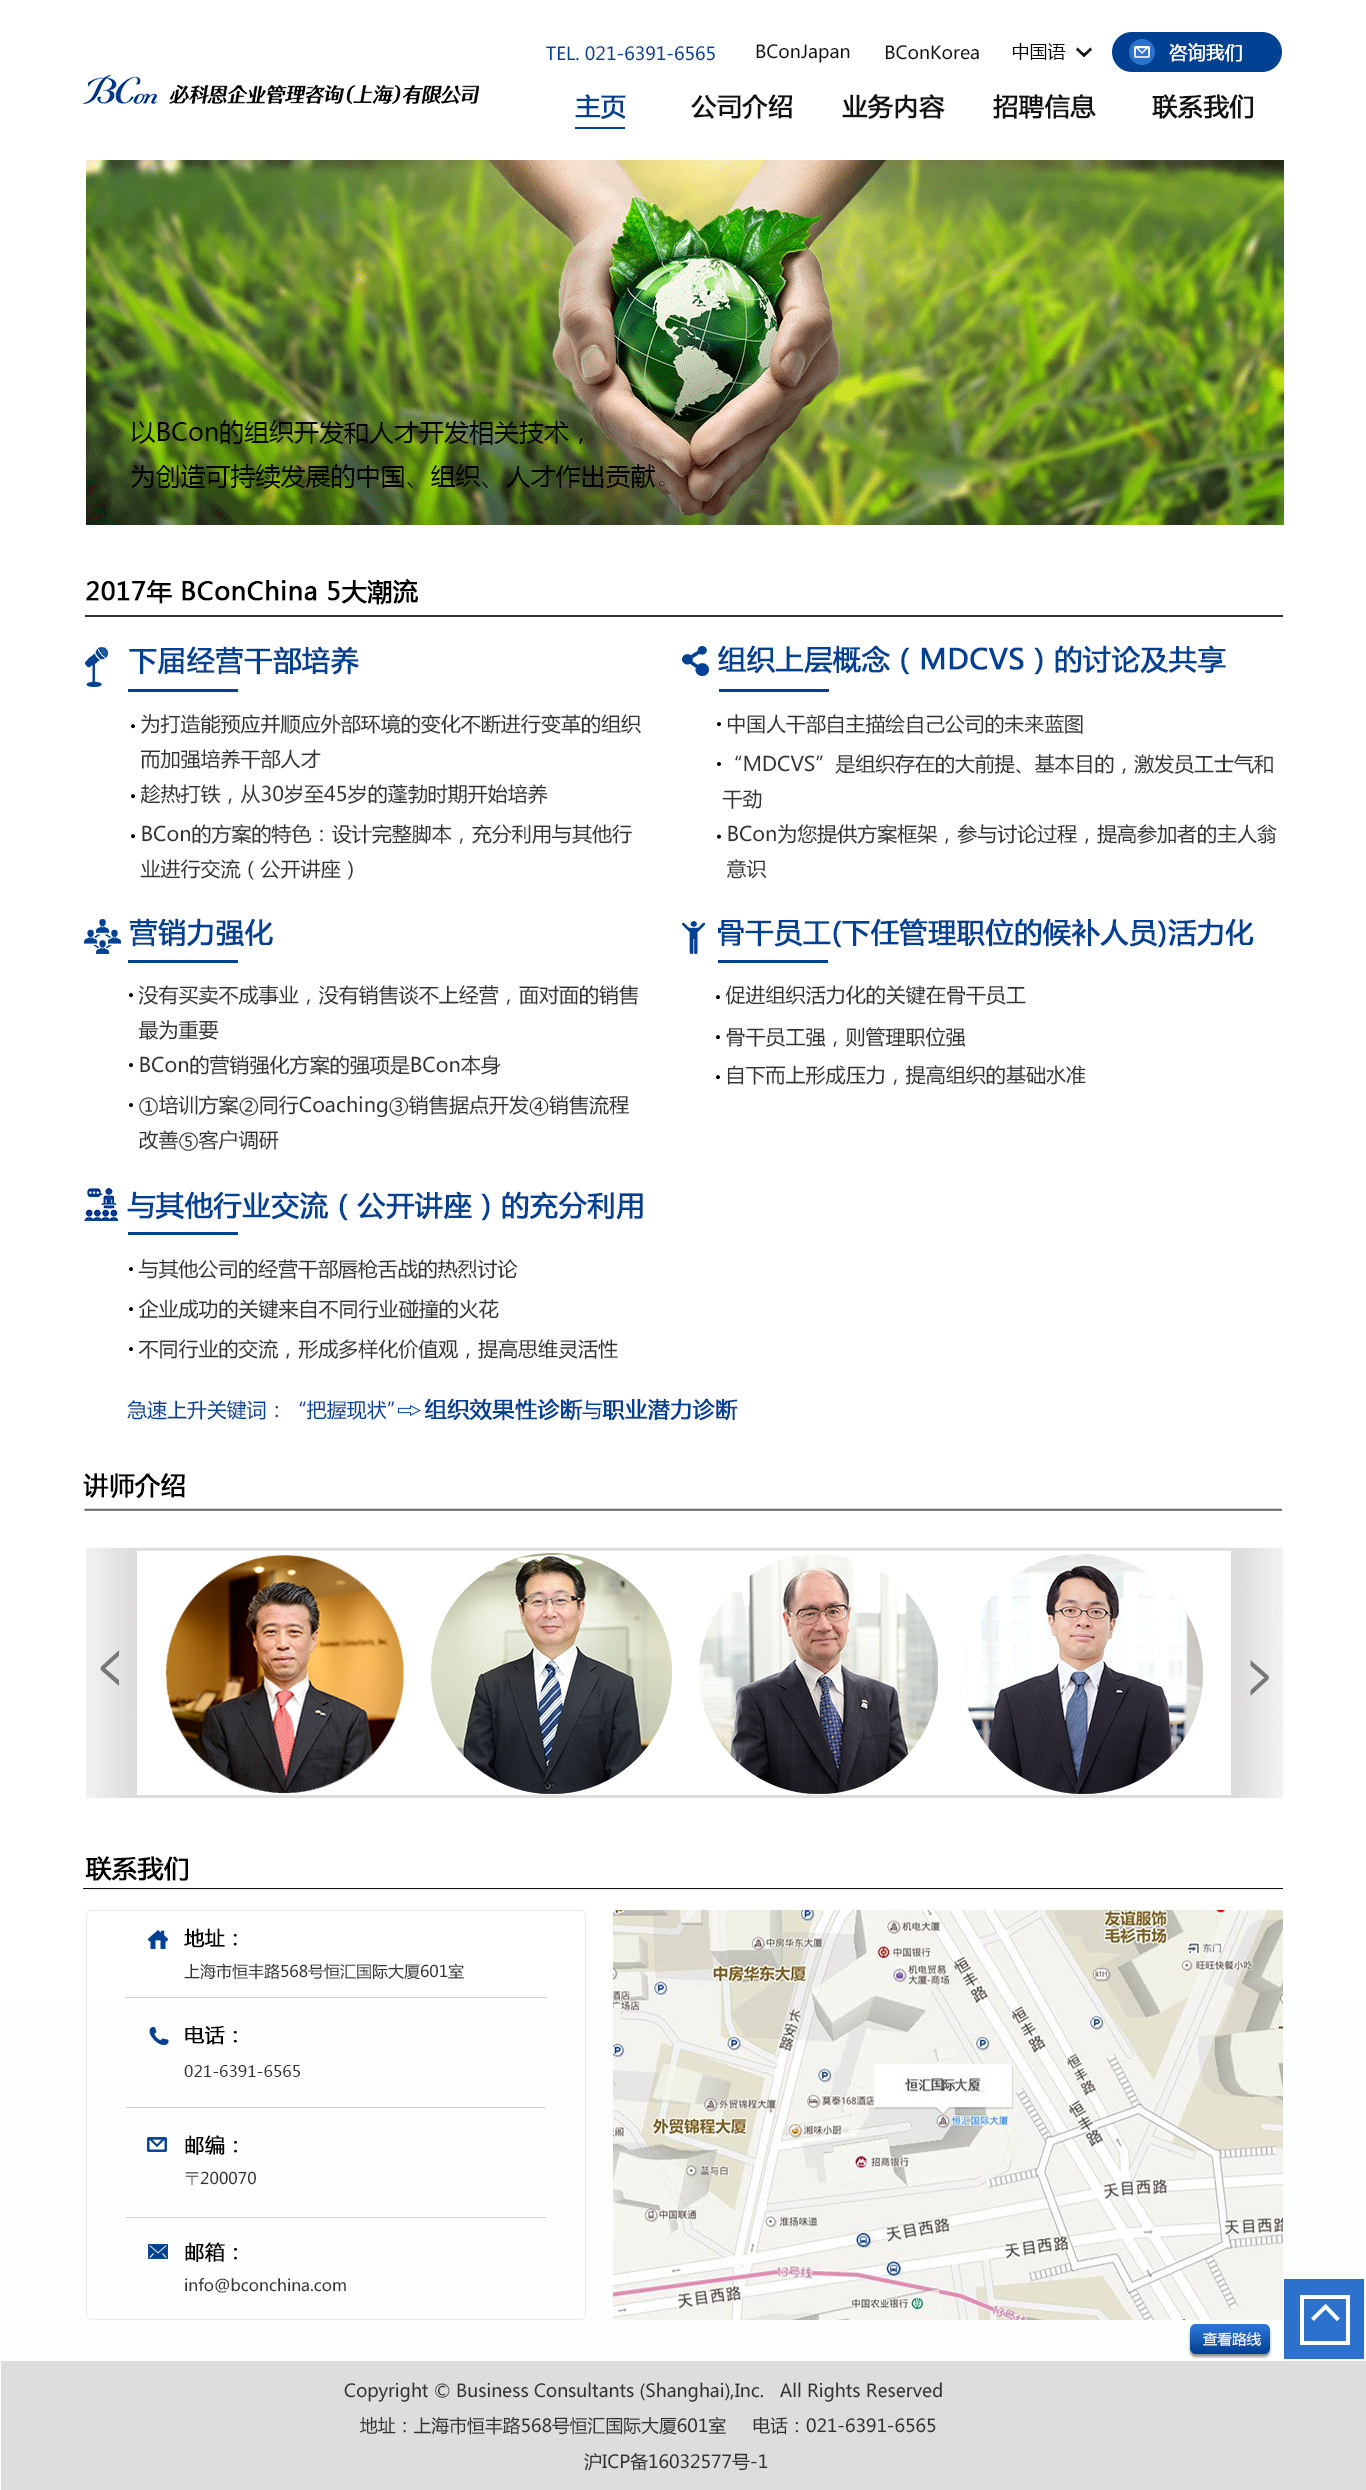 TEL. 021-6391-6565 BConJapan BConKorea 中国语 咨询我们
BCon 必科恩企业管理咨询(上海)有限公司
主页 公司介绍 业务内容 招聘信息 联系我们
以BCon的组织开发和人才开发相关技术，
为创造可持续发展的中国、组织、人才作出贡献。
2017年 BConChina 5大潮流
下届经营干部培养
• 为打造能预应并顺应外部环境的变化不断进行变革的组织
而加强培养干部人才
• 趁热打铁，从30岁至45岁的蓬勃时期开始培养
• BCon的方案的特色：设计完整脚本，充分利用与其他行
业进行交流（公开讲座）
组织上层概念（MDCVS）的讨论及共享
• 中国人干部自主描绘自己公司的未来蓝图
• “MDCVS”是组织存在的大前提、基本目的，激发员工士气和
干劲
• BCon为您提供方案框架，参与讨论过程，提高参加者的主人翁
意识
营销力强化
• 没有买卖不成事业，没有销售谈不上经营，面对面的销售
最为重要
• BCon的营销强化方案的强项是BCon本身
• ①培训方案②同行Coaching③销售据点开发④销售流程
改善⑤客户调研
骨干员工(下任管理职位的候补人员)活力化
• 促进组织活力化的关键在骨干员工
• 骨干员工强，则管理职位强
• 自下而上形成压力，提高组织的基础水准
与其他行业交流（公开讲座）的充分利用
• 与其他公司的经营干部唇枪舌战的热烈讨论
• 企业成功的关键来自不同行业碰撞的火花
• 不同行业的交流，形成多样化价值观，提高思维灵活性
急速上升关键词：“把握现状”⇨组织效果性诊断与职业潜力诊断
讲师介绍
联系我们
地址：
上海市恒丰路568号恒汇国际大厦601室
电话：
021-6391-6565
邮编：
〒200070
邮箱：
info@bconchina.com
友谊服饰
毛衫市场
机电大厦
中房华东大厦
中国银行
东门
旺旺快餐小吃
中房华东大厦
机电贸易
大厦-商场
恒丰路
恒丰路
长安路
恒丰路
恒丰路
恒汇国际大厦
莫泰168酒店
外贸锦程大厦
恒汇国际大厦
外贸锦程大厦
湘味小厨
招商银行
蓝与白
天目西路
中国联通
淮扬味道
天目西路
天目西路
天目西路
13号线
天目西路
中国农业银行
13号线
查看路线
Copyright © Business Consultants (Shanghai),Inc. All Rights Reserved
地址：上海市恒丰路568号恒汇国际大厦601室 电话：021-6391-6565
沪ICP备16032577号-1